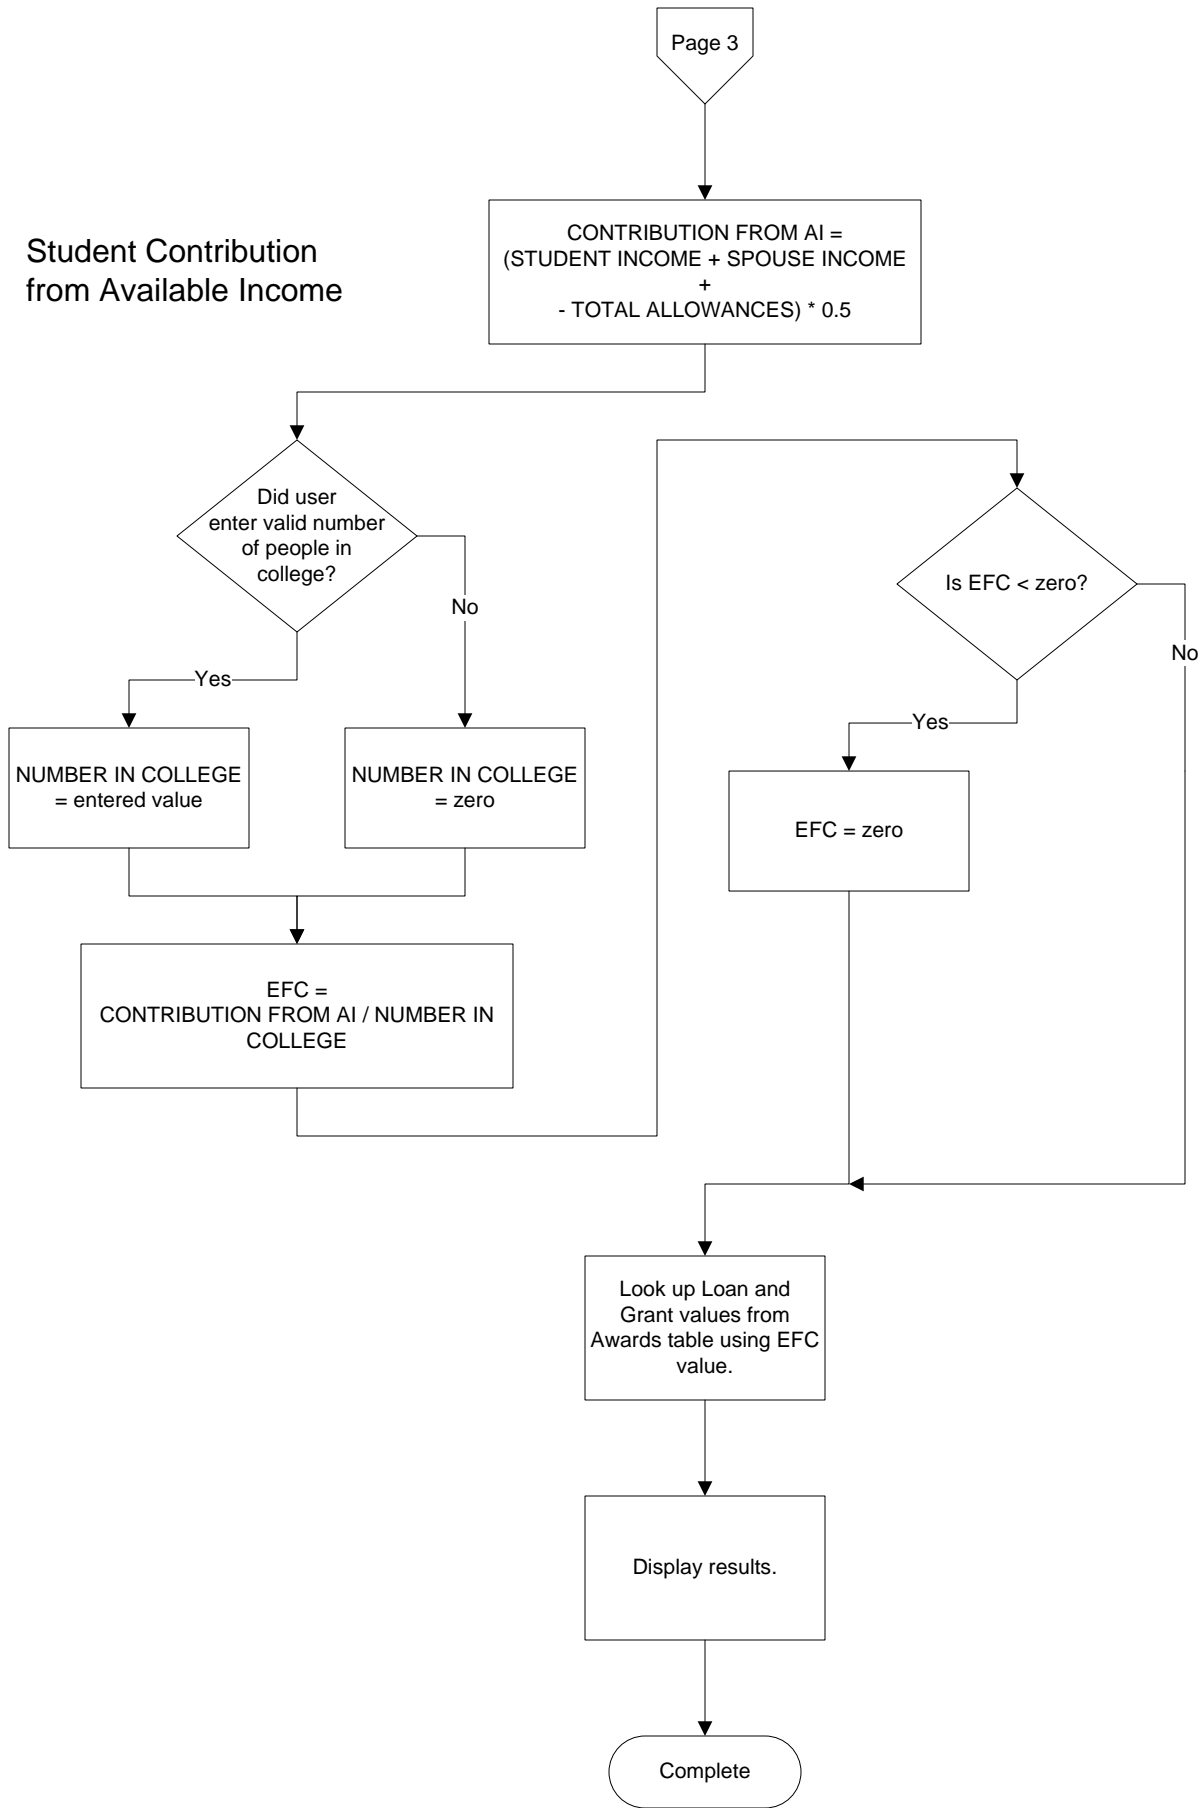 Page 3
Student Contribution
from Available Income
CONTRIBUTION FROM AI =
(STUDENT INCOME + SPOUSE INCOME
+
- TOTAL ALLOWANCES) * 0.5
Did user
enter valid number
of people in
college?
No
Yes
NUMBER IN COLLEGE
= entered value
NUMBER IN COLLEGE
= zero
EFC =
CONTRIBUTION FROM AI / NUMBER IN
COLLEGE
Is EFC < zero?
No
Yes
EFC = zero
Look up Loan and
Grant values from
Awards table using EFC
value.
Display results.
Complete